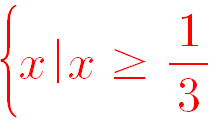 {x|x ≥ 1/3